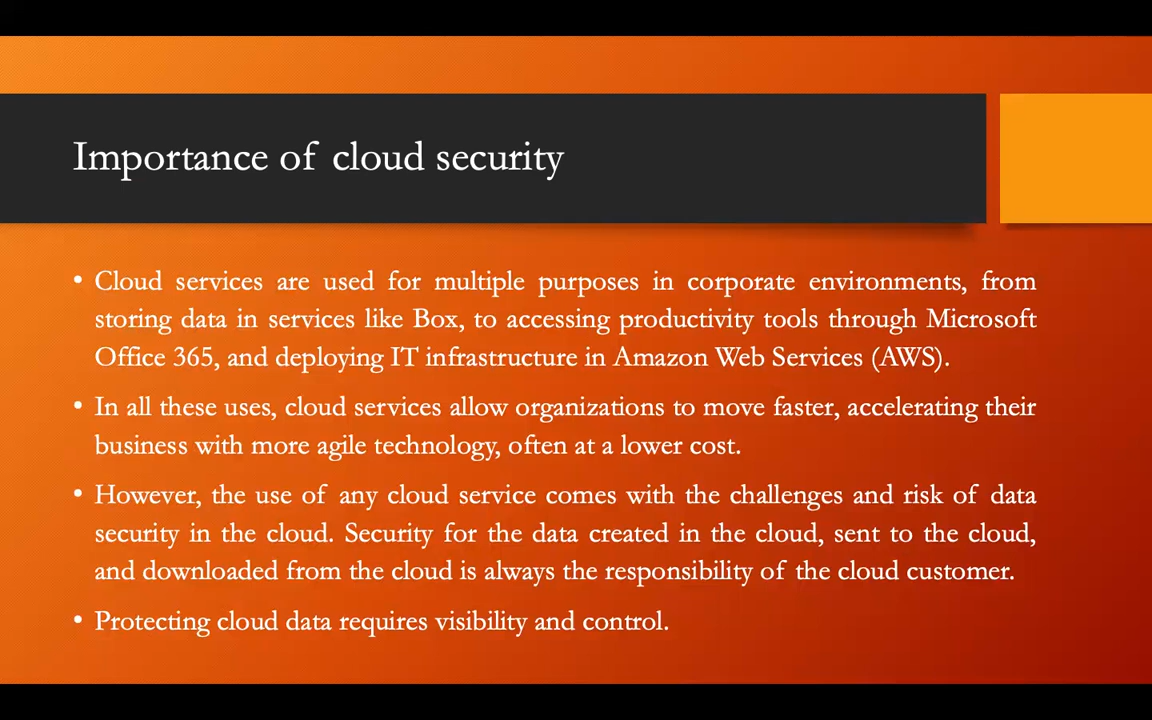 Importance of cloud security
• Cloud services are used for multiple purposes in corporate environments, from
storing data in services like Box, to accessing productivity tools through Microsoft
Office 365, and deploying IT infrastructure in Amazon Web Services (AWS).
• In all these uses, cloud services allow organizations to move faster, accelerating their
business with more agile technology, often at a lower cost.
• However, the use of any cloud service comes with the challenges and risk of data
security in the cloud. Security for the data created in the cloud, sent to the cloud,
and downloaded from the cloud is always the responsibility of the cloud customer.
• Protecting cloud data requires visibility and control.